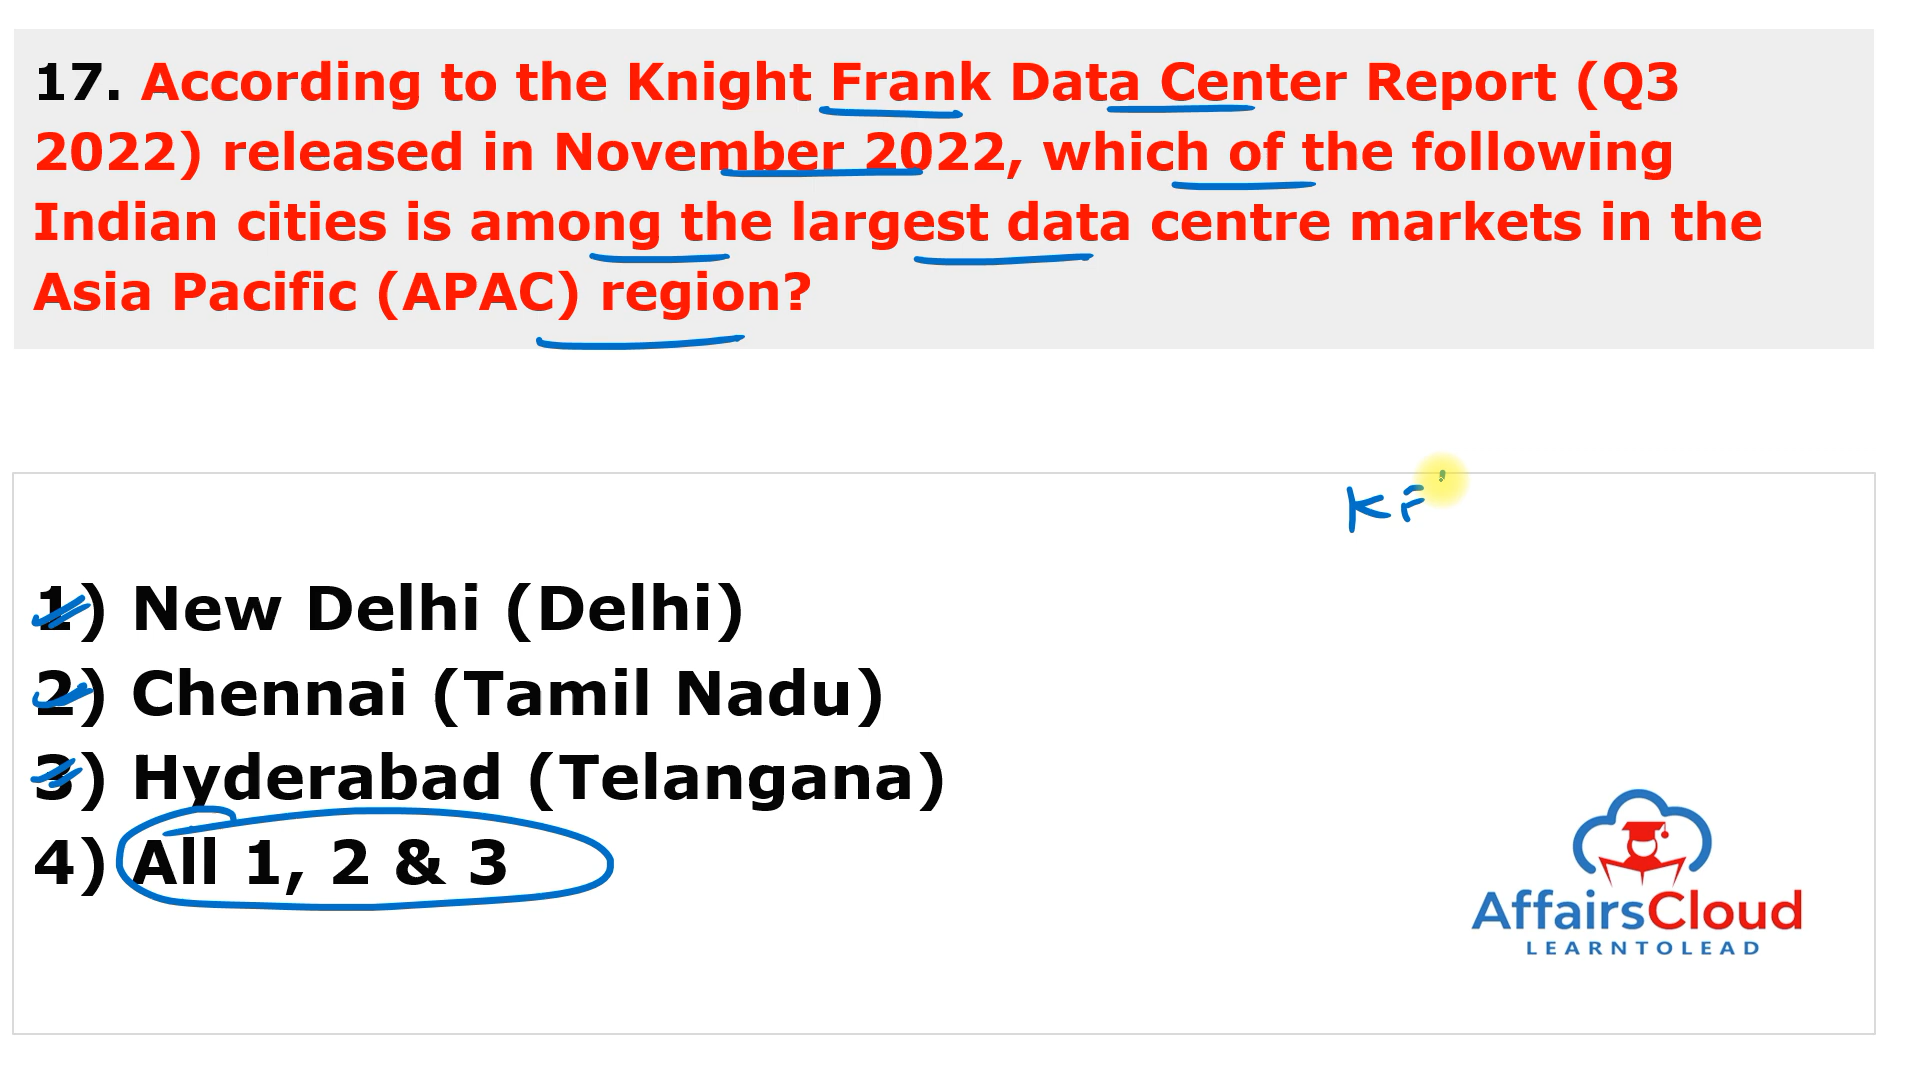 17. According to the Knight Frank Data Center Report (Q3
2022) released in November 2022, which of the following
Indian cities is among the largest data centre markets in the
Asia Pacific (APAC) region?
KF
1) New Delhi (Delhi)
2) Chennai (Tamil Nadu)
3) Hyderabad (Telangana)
4) All 1, 2 & 3
AffairsCloud
LEARNTOLEAD